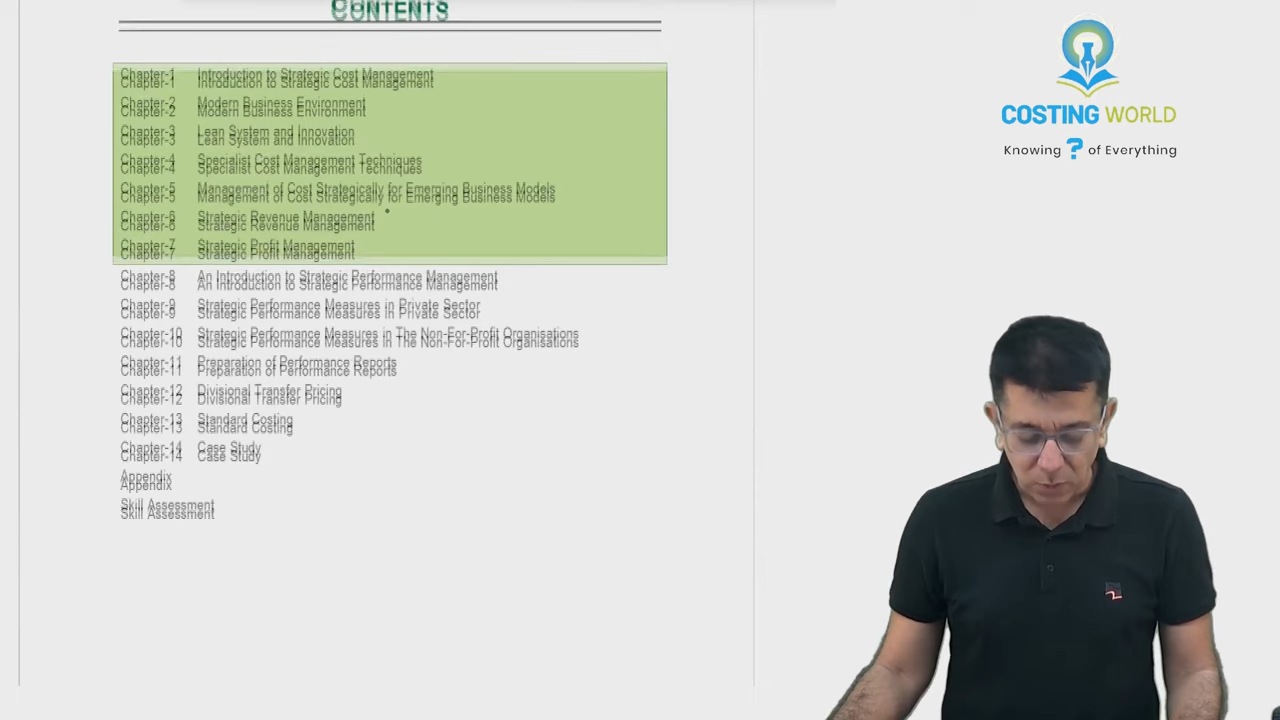 CONTENTS
Chapter-1 Introduction to Strategic Cost Management
Chapter-2 Modern Business Environment
Chapter-3 Lean System and Innovation
Chapter-4 Specialist Cost Management Techniques
Chapter-5 Management of Cost Strategically for Emerging Business Models
Chapter-6 Strategic Revenue Management
Chapter-7 Strategic Profit Management
Chapter-8 An Introduction to Strategic Performance Management
Chapter-9 Strategic Performance Measures in Private Sector
Chapter-10 Strategic Performance Measures in The Non-For-Profit Organisations
Chapter-11 Preparation of Performance Reports
Chapter-12 Divisional Transfer Pricing
Chapter-13 Standard Costing
Chapter-14 Case Study
Appendix
Skill Assessment
COSTING WORLD
Knowing ? of Everything